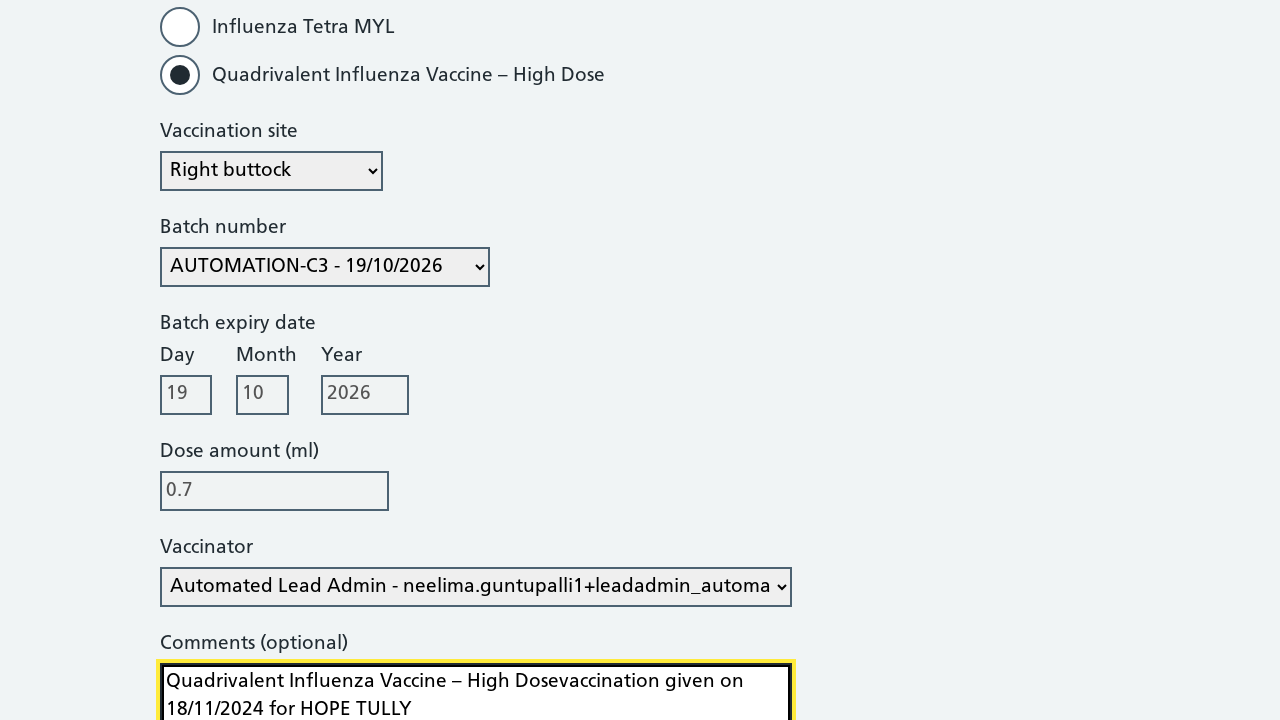 Influenza Tetra MYL
Quadrivalent Influenza Vaccine – High Dose
Vaccination site
Right buttock
Batch number
AUTOMATION-C3 - 19/10/2026
Batch expiry date
Day Month Year
19 10 2026
Dose amount (ml)
0.7
Vaccinator
Automated Lead Admin - neelima.guntupalli1+leadadmin_automa
Comments (optional)
Quadrivalent Influenza Vaccine – High Dosevaccination given on
18/11/2024 for HOPE TULLY